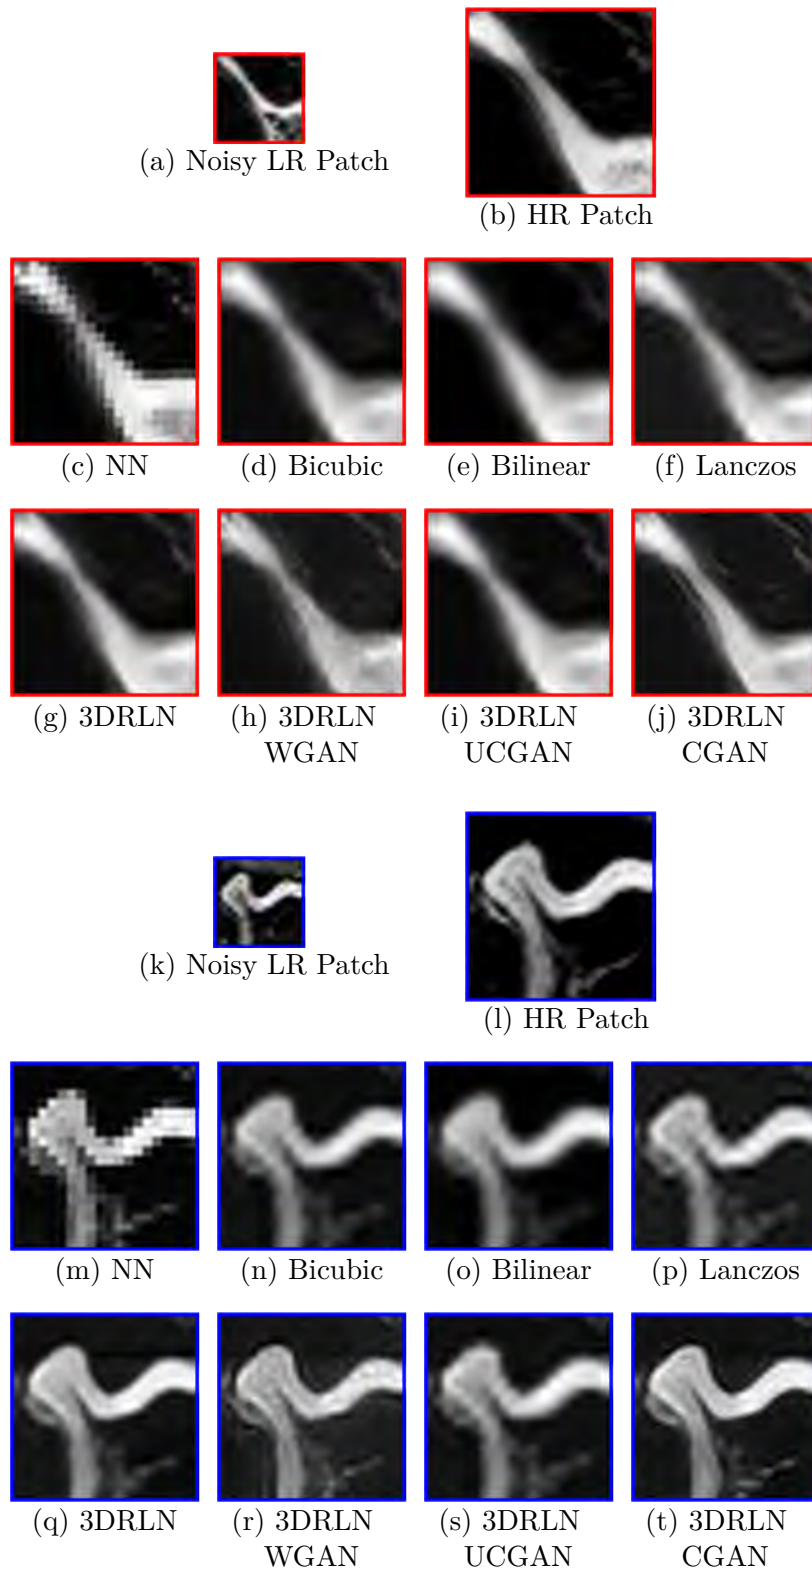 (a) Noisy LR Patch
(b) HR Patch
(c) NN
(d) Bicubic
(e) Bilinear
(f) Lanczos
(g) 3DRLN
(h) 3DRLN
WGAN
(i) 3DRLN
UCGAN
(j) 3DRLN
CGAN
(k) Noisy LR Patch
(l) HR Patch
(m) NN
(n) Bicubic
(o) Bilinear
(p) Lanczos
(q) 3DRLN
(r) 3DRLN
WGAN
(s) 3DRLN
UCGAN
(t) 3DRLN
CGAN